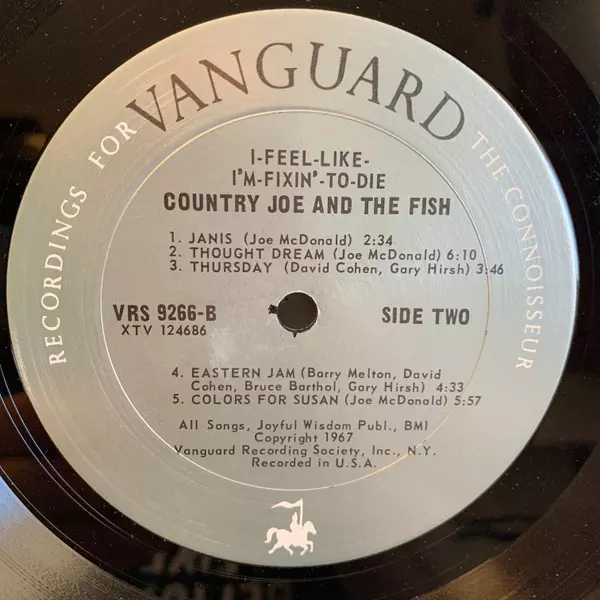 RECORDINGS FOR VANGUARD THE CONNOISSEUR
I-FEEL-LIKE-
I'M-FIXIN'-TO-DIE
COUNTRY JOE AND THE FISH
1. JANIS (Joe McDonald) 2:34
2. THOUGHT DREAM (Joe McDonald) 6:10
3. THURSDAY (David Cohen, Gary Hirsh) 3:46
VRS 9266-B SIDE TWO
XTV 124686
4. EASTERN JAM (Barry Melton, David
Cohen, Bruce Barthol, Gary Hirsh) 4:33
5. COLORS FOR SUSAN (Joe McDonald) 5:57
All Songs, Joyful Wisdom Publ., BMI
Copyright 1967
Vanguard Recording Society, Inc., N.Y.
Recorded in U.S.A.